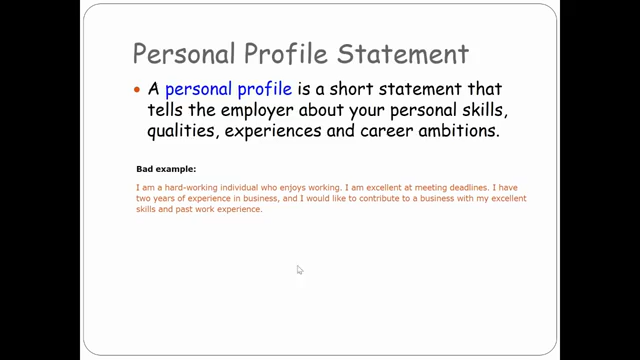 Personal Profile Statement
• A personal profile is a short statement that
tells the employer about your personal skills,
qualities, experiences and career ambitions.
Bad example:
I am a hard-working individual who enjoys working. I am excellent at meeting deadlines. I have
two years of experience in business, and I would like to contribute to a business with my excellent
skills and past work experience.